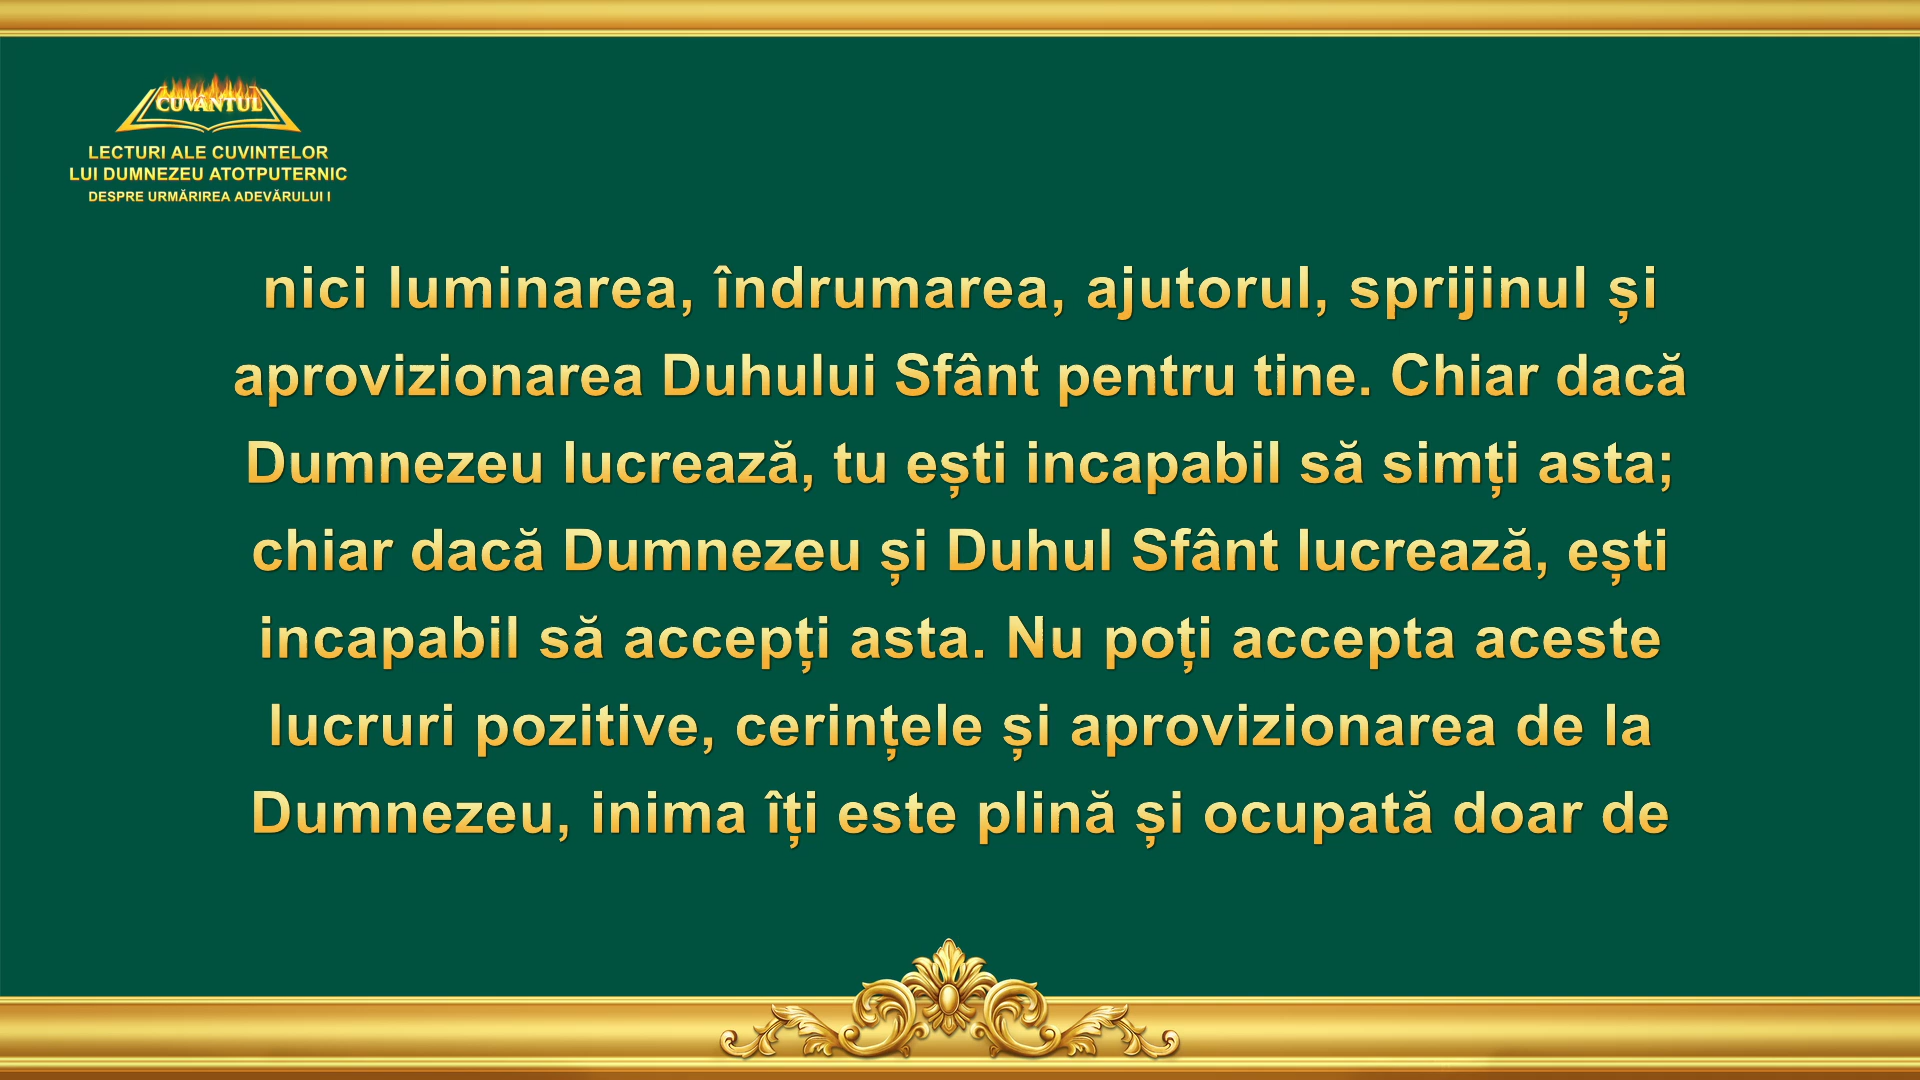 CUVÂNTUL
LECTURI ALE CUVINTELOR
LUI DUMNEZEU ATOTPUTERNIC
DESPRE URMĂRIREA ADEVĂRULUI I
nici luminarea, îndrumarea, ajutorul, sprijinul și
aprovizionarea Duhului Sfânt pentru tine. Chiar dacă
Dumnezeu lucrează, tu ești incapabil să simți asta;
chiar dacă Dumnezeu și Duhul Sfânt lucrează, ești
incapabil să accepți asta. Nu poți accepta aceste
lucruri pozitive, cerințele și aprovizionarea de la
Dumnezeu, inima îți este plină și ocupată doar de